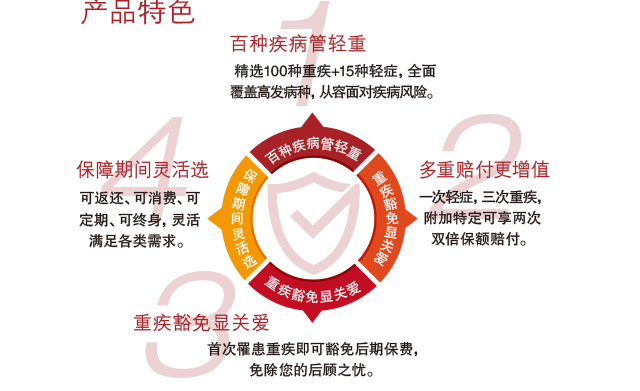 产品特色
1
百种疾病管轻重
精选100种重疾+15种轻症，全面
覆盖高发病种，从容面对疾病风险。
2
多重赔付更增值
一次轻症，三次重疾，
附加特定可享两次
双倍保额赔付。
3
重疾豁免显关爱
首次罹患重疾即可豁免后期保费，
免除您的后顾之忧。
4
保障期间灵活选
可返还、可消费、可
定期、可终身，灵活
满足各类需求。
百种疾病管轻重
重疾豁免显关爱
重疾豁免显关爱
保障期间灵活选